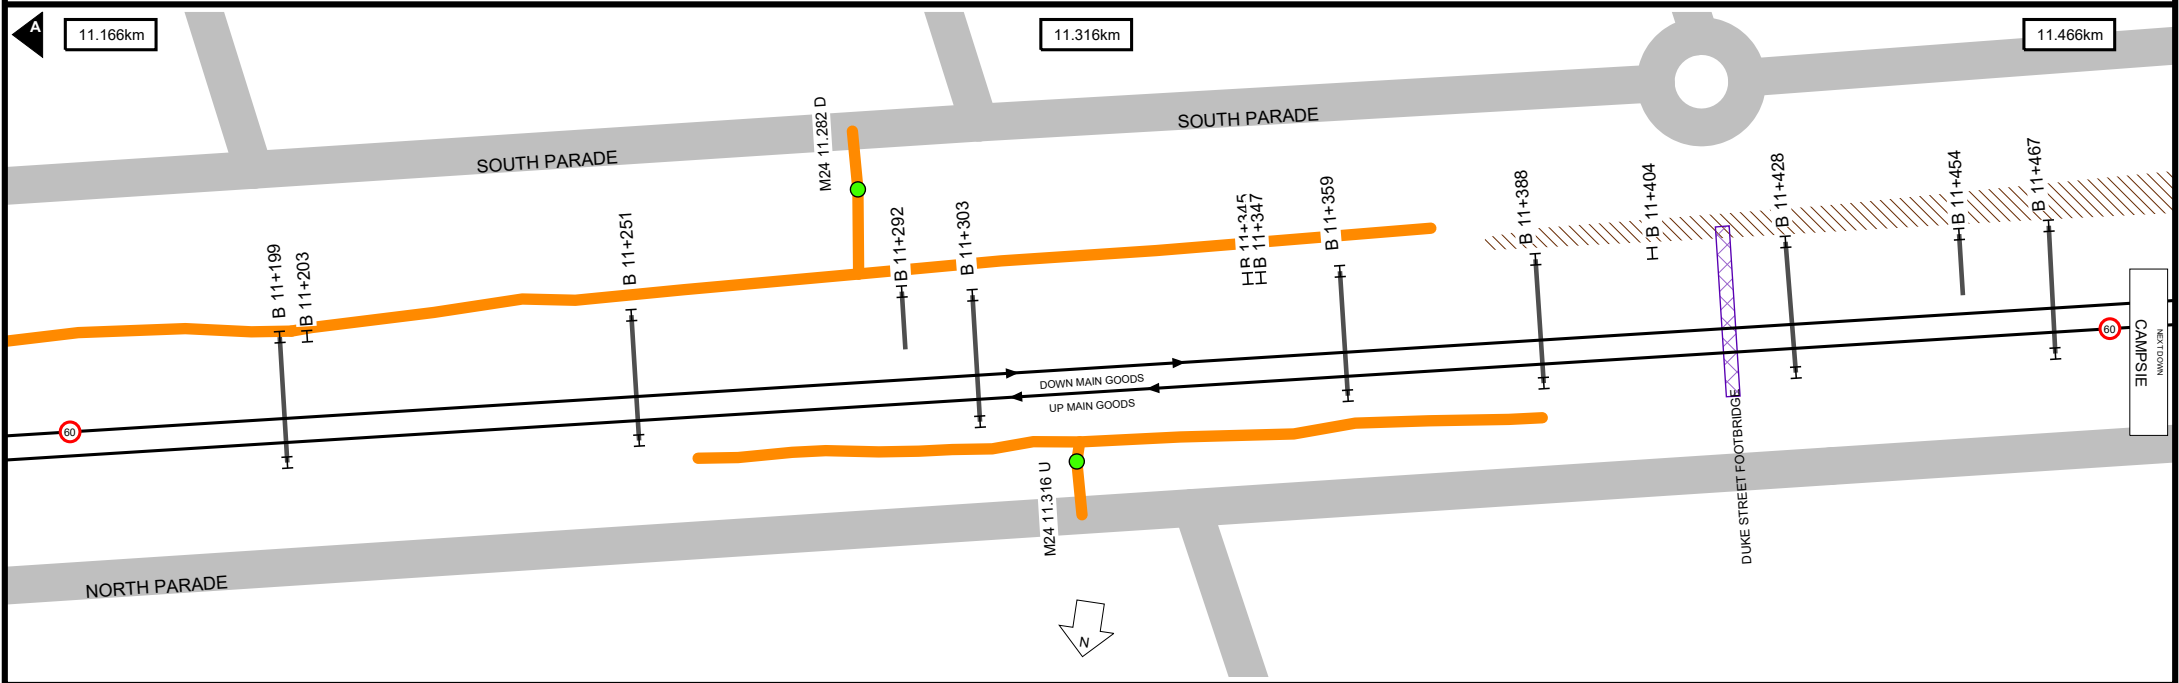 A
11.166km
11.316km
11.466km
SOUTH PARADE
SOUTH PARADE
M24 11.282 D
B 11+199
B 11+203
B 11+251
B 11+292
B 11+303
B 11+345
B 11+347
B 11+359
B 11+388
B 11+404
B 11+428
B 11+454
B 11+467
DOWN MAIN GOODS
UP MAIN GOODS
60
60
CAMPSIE
NEXT DOWN
M24 11.316 U
DUKE STREET FOOTBRIDGE
NORTH PARADE
N